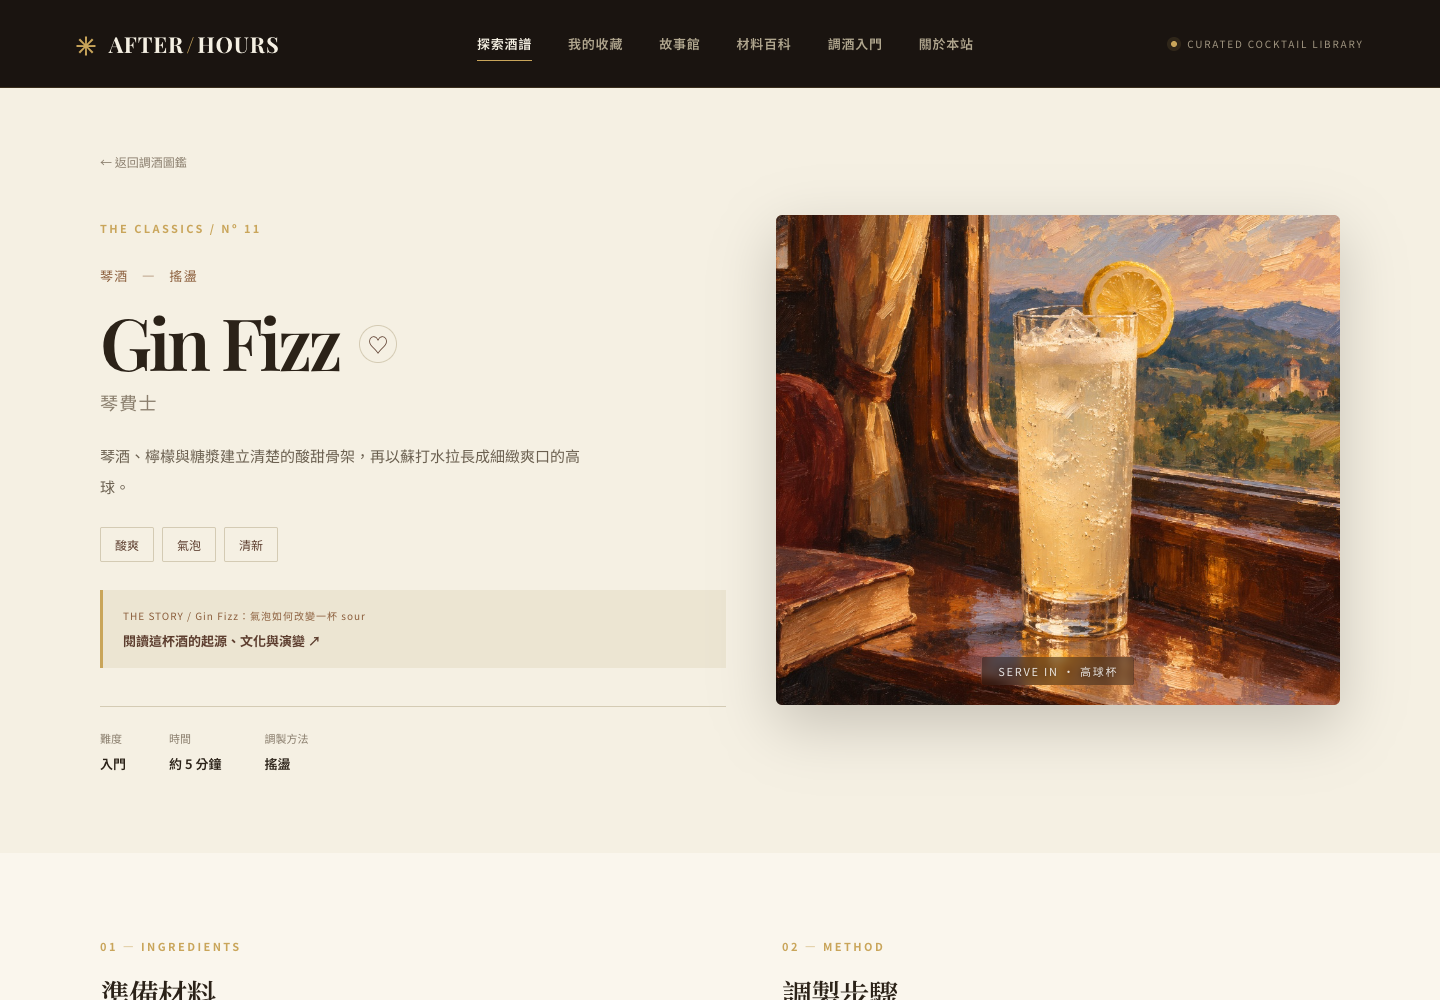 AFTER/HOURS
探索酒譜
我的收藏
故事館
材料百科
調酒入門
關於本站
CURATED COCKTAIL LIBRARY
← 返回調酒圖鑑
THE CLASSICS / Nº 11
琴酒 — 搖盪
Gin Fizz ♡
琴費士
琴酒、檸檬與糖漿建立清楚的酸甜骨架，再以蘇打水拉長成細緻爽口的高
球。
酸爽
氣泡
清新
THE STORY / Gin Fizz：氣泡如何改變一杯 sour
閱讀這杯酒的起源、文化與演變 ↗
SERVE IN · 高球杯
難度
入門
時間
約 5 分鐘
調製方法
搖盪
01 — INGREDIENTS
準備材料
02 — METHOD
調製步驟